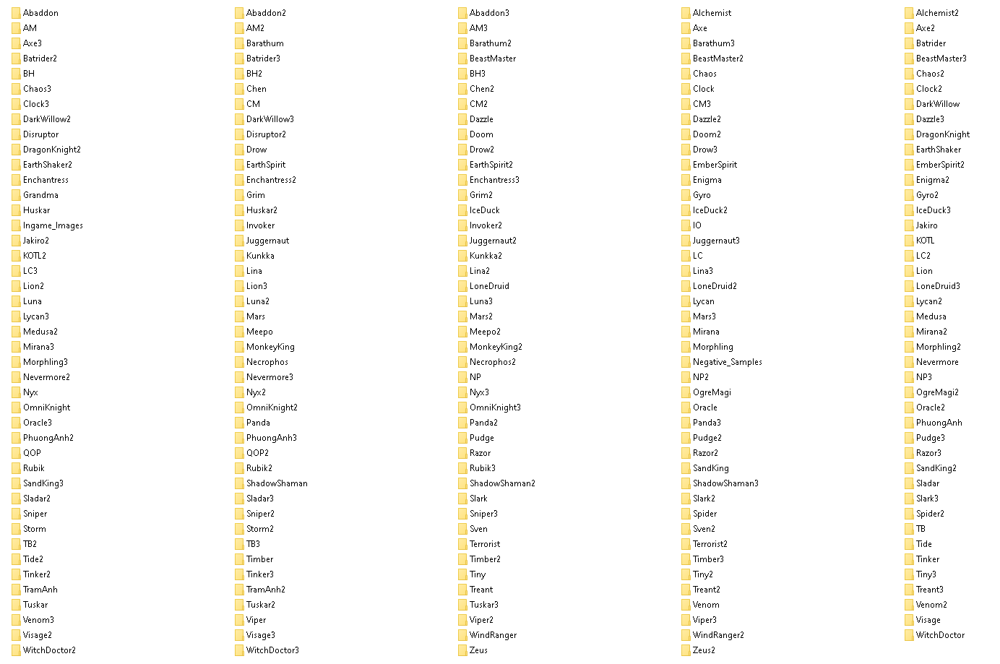 Abaddon Abaddon2 Abaddon3 Alchemist Alchemist2
AM AM2 AM3 Axe Axe2
Axe3 Barathum Barathum2 Barathum3 Batrider
Batrider2 Batrider3 BeastMaster BeastMaster2 BeastMaster3
BH BH2 BH3 Chaos Chaos2
Chaos3 Chen Chen2 Clock Clock2
Clock3 CM CM2 CM3 DarkWillow
DarkWillow2 DarkWillow3 Dazzle Dazzle2 Dazzle3
Disruptor Disruptor2 Doom Doom2 DragonKnight
DragonKnight2 Drow Drow2 Drow3 EarthShaker
EarthShaker2 EarthSpirit EarthSpirit2 EmberSpirit EmberSpirit2
Enchantress Enchantress2 Enchantress3 Enigma Enigma2
Grandma Grim Grim2 Gyro Gyro2
Huskar Huskar2 IceDuck IceDuck2 IceDuck3
Ingame_Images Invoker Invoker2 IO Jakiro
Jakiro2 Juggernaut Juggernaut2 Juggernaut3 KOTL
KOTL2 Kunkka Kunkka2 LC LC2
LC3 Lina Lina2 Lina3 Lion
Lion2 Lion3 LoneDruid LoneDruid2 LoneDruid3
Luna Luna2 Luna3 Lycan Lycan2
Lycan3 Mars Mars2 Mars3 Medusa
Medusa2 Meepo Meepo2 Mirana Mirana2
Mirana3 MonkeyKing MonkeyKing2 Morphling Morphling2
Morphling3 Necrophos Necrophos2 Negative_Samples Nevermore
Nevermore2 Nevermore3 NP NP2 NP3
Nyx Nyx2 Nyx3 OgreMagi OgreMagi2
OmniKnight OmniKnight2 OmniKnight3 Oracle Oracle2
Oracle3 Panda Panda2 Panda3 PhuongAnh
PhuongAnh2 PhuongAnh3 Pudge Pudge2 Pudge3
QOP QOP2 Razor Razor2 Razor3
Rubik Rubik2 Rubik3 SandKing SandKing2
SandKing3 ShadowShaman ShadowShaman2 ShadowShaman3 Sladar
Sladar2 Sladar3 Slark Slark2 Slark3
Sniper Sniper2 Sniper3 Spider Spider2
Storm Storm2 Sven Sven2 TB
TB2 TB3 Terrorist Terrorist2 Tide
Tide2 Timber Timber2 Timber3 Tinker
Tinker2 Tinker3 Tiny Tiny2 Tiny3
TramAnh TramAnh2 Treant Treant2 Treant3
Tuskar Tuskar2 Tuskar3 Venom Venom2
Venom3 Viper Viper2 Viper3 Visage
Visage2 Visage3 WindRanger WindRanger2 WitchDoctor
WitchDoctor2 WitchDoctor3 Zeus Zeus2